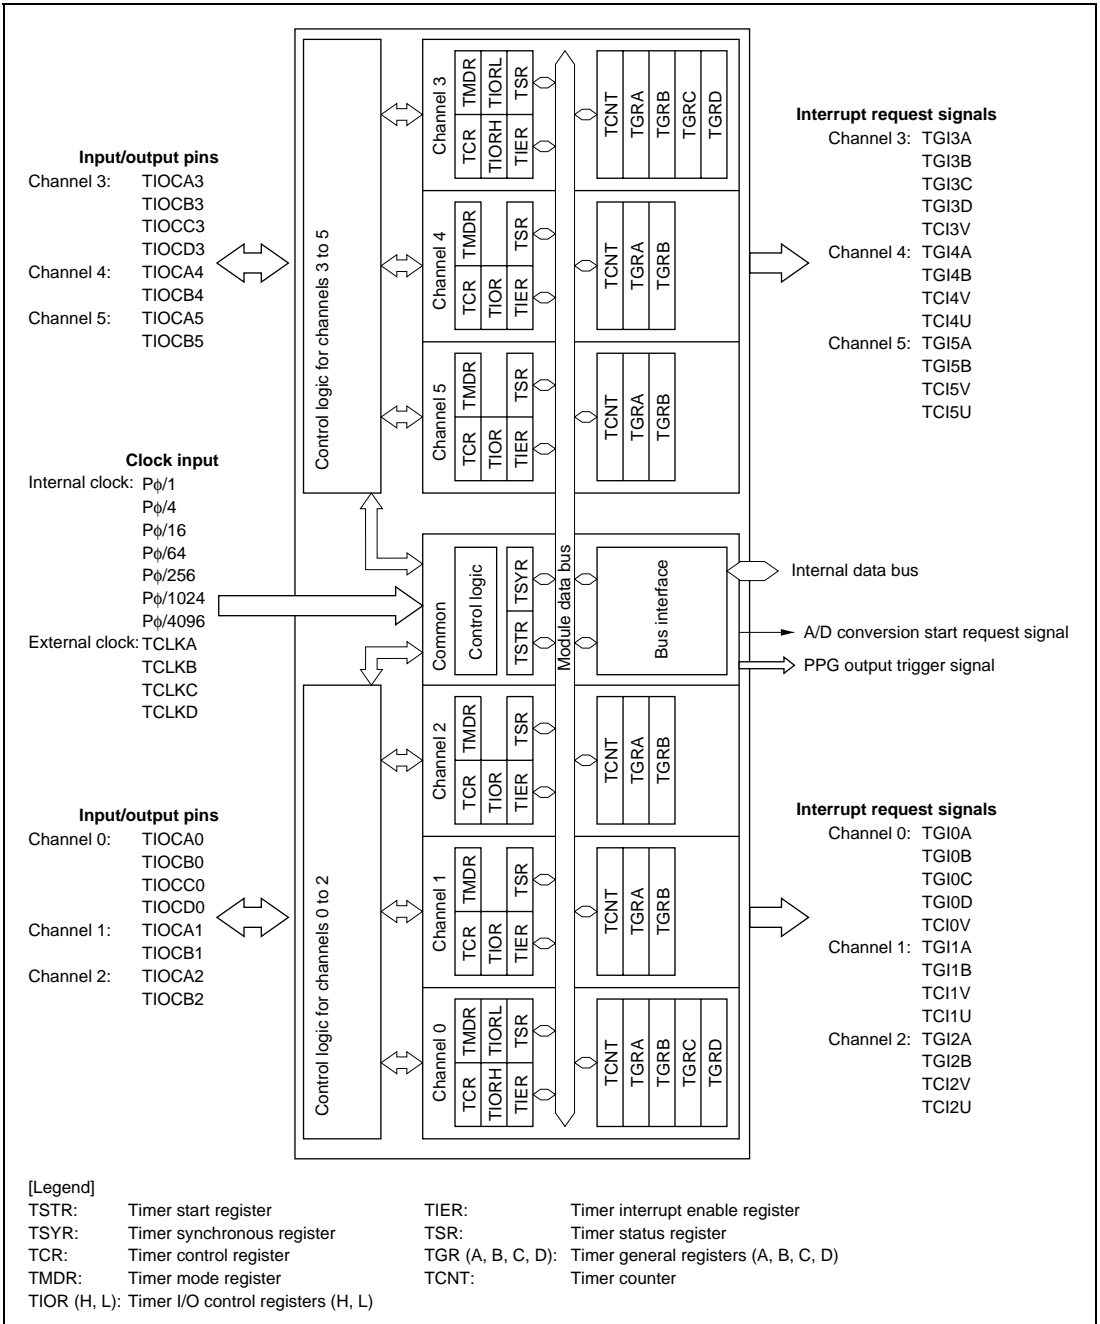 Input/output pins
Channel 3: TIOCA3
TIOCB3
TIOCC3
TIOCD3
Channel 4: TIOCA4
TIOCB4
Channel 5: TIOCA5
TIOCB5
Clock input
Internal clock: Pϕ/1
Pϕ/4
Pϕ/16
Pϕ/64
Pϕ/256
Pϕ/1024
Pϕ/4096
External clock: TCLKA
TCLKB
TCLKC
TCLKD
Input/output pins
Channel 0: TIOCA0
TIOCB0
TIOCC0
TIOCD0
Channel 1: TIOCA1
TIOCB1
Channel 2: TIOCA2
TIOCB2
Control logic for channels 3 to 5
Control logic for channels 0 to 2
Channel 3
TCR TMDR
TIORH TIORL
TIER TSR
TCNT
TGRA
TGRB
TGRC
TGRD
Channel 4
TCR TMDR
TIOR
TIER TSR
TCNT
TGRA
TGRB
Channel 5
TCR TMDR
TIOR
TIER TSR
TCNT
TGRA
TGRB
Common
Control logic
TSTR TSYR
Module data bus
Bus interface
Channel 2
TCR TMDR
TIOR
TIER TSR
TCNT
TGRA
TGRB
Channel 1
TCR TMDR
TIOR
TIER TSR
TCNT
TGRA
TGRB
Channel 0
TCR TMDR
TIORH TIORL
TIER TSR
TCNT
TGRA
TGRB
TGRC
TGRD
Interrupt request signals
Channel 3: TGI3A
TGI3B
TGI3C
TGI3D
TCI3V
Channel 4: TGI4A
TGI4B
TCI4V
TCI4U
Channel 5: TGI5A
TGI5B
TCI5V
TCI5U
Internal data bus
A/D conversion start request signal
PPG output trigger signal
Interrupt request signals
Channel 0: TGI0A
TGI0B
TGI0C
TGI0D
TCI0V
Channel 1: TGI1A
TGI1B
TCI1V
TCI1U
Channel 2: TGI2A
TGI2B
TCI2V
TCI2U
[Legend]
TSTR: Timer start register
TSYR: Timer synchronous register
TCR: Timer control register
TMDR: Timer mode register
TIOR (H, L): Timer I/O control registers (H, L)
TIER: Timer interrupt enable register
TSR: Timer status register
TGR (A, B, C, D): Timer general registers (A, B, C, D)
TCNT: Timer counter